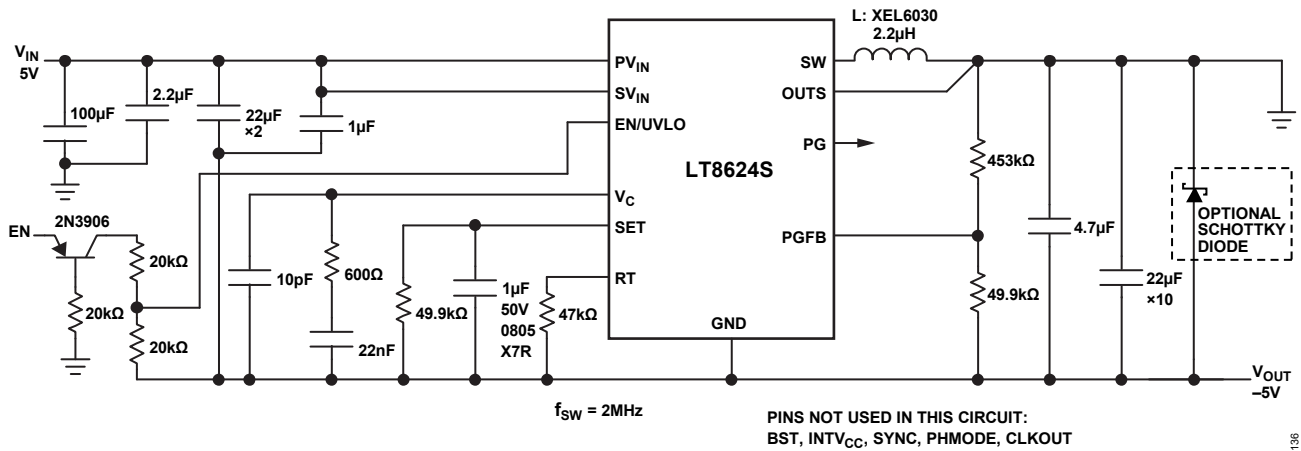 L: XEL6030
2.2µH
VIN
5V
100µF
2.2µF
22µF
×2
1µF
PVIN
SVIN
EN/UVLO
VC
SET
RT
LT8624S
GND
SW
OUTS
PG
PGFB
453kΩ
49.9kΩ
4.7µF
22µF
×10
OPTIONAL
SCHOTTKY
DIODE
EN
2N3906
20kΩ
20kΩ
20kΩ
10pF
600Ω
22nF
49.9kΩ
1µF
50V
0805
X7R
47kΩ
VOUT
–5V
fSW = 2MHz
PINS NOT USED IN THIS CIRCUIT:
BST, INTVCC, SYNC, PHMODE, CLKOUT
136